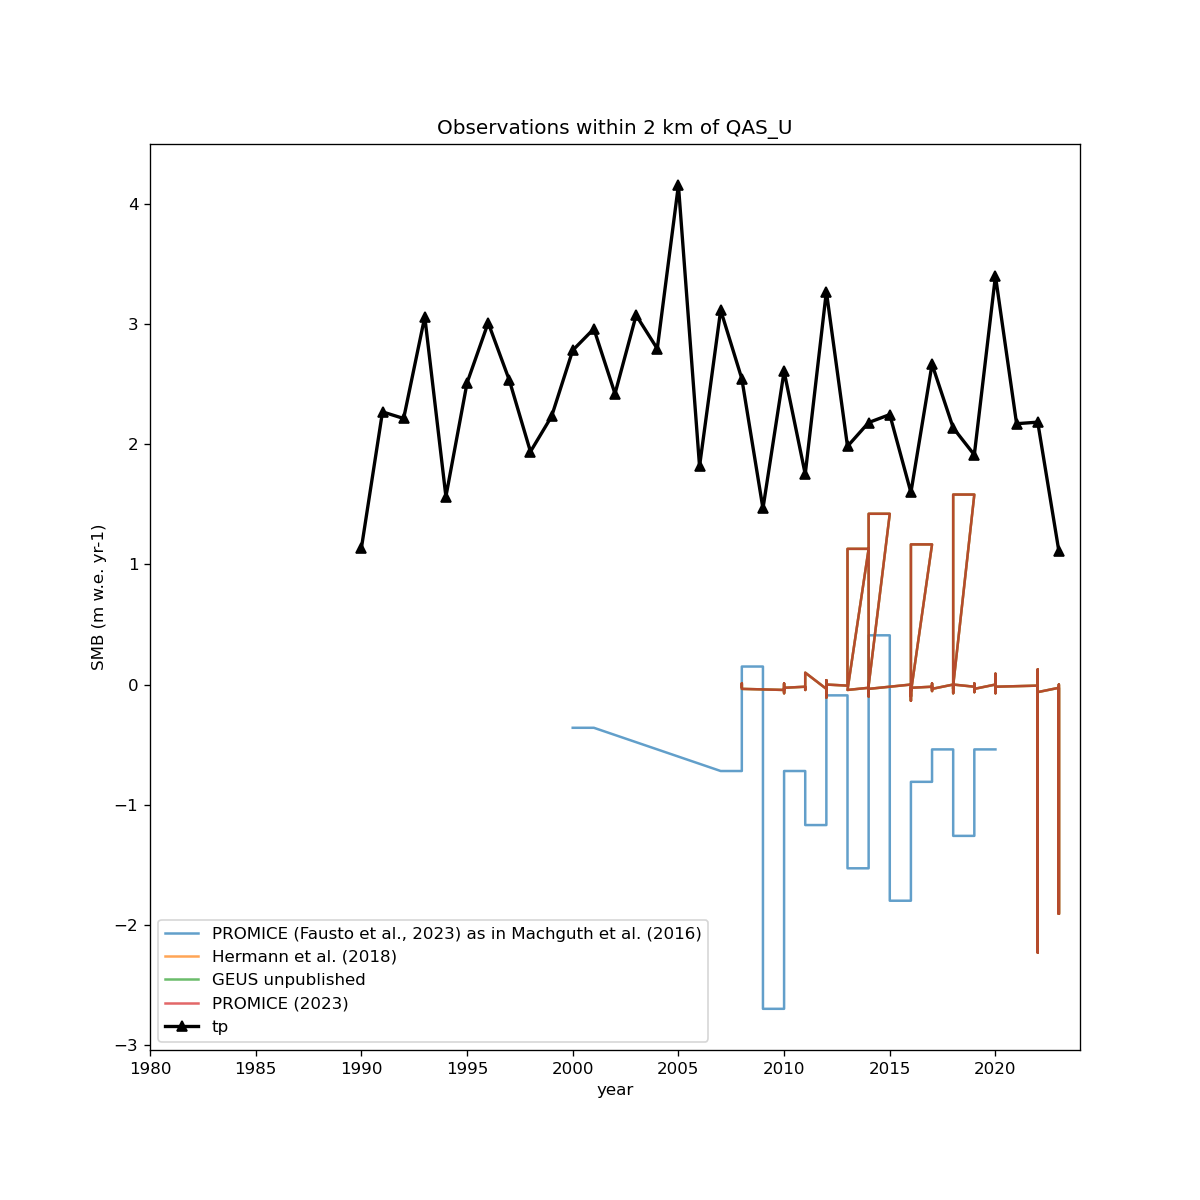 Observations within 2 km of QAS_U
4
3
2
1
0
−1
−2
−3
SMB (m w.e. yr-1)
PROMICE (Fausto et al., 2023) as in Machguth et al. (2016)
Hermann et al. (2018)
GEUS unpublished
PROMICE (2023)
tp
1980 1985 1990 1995 2000 2005 2010 2015 2020
year